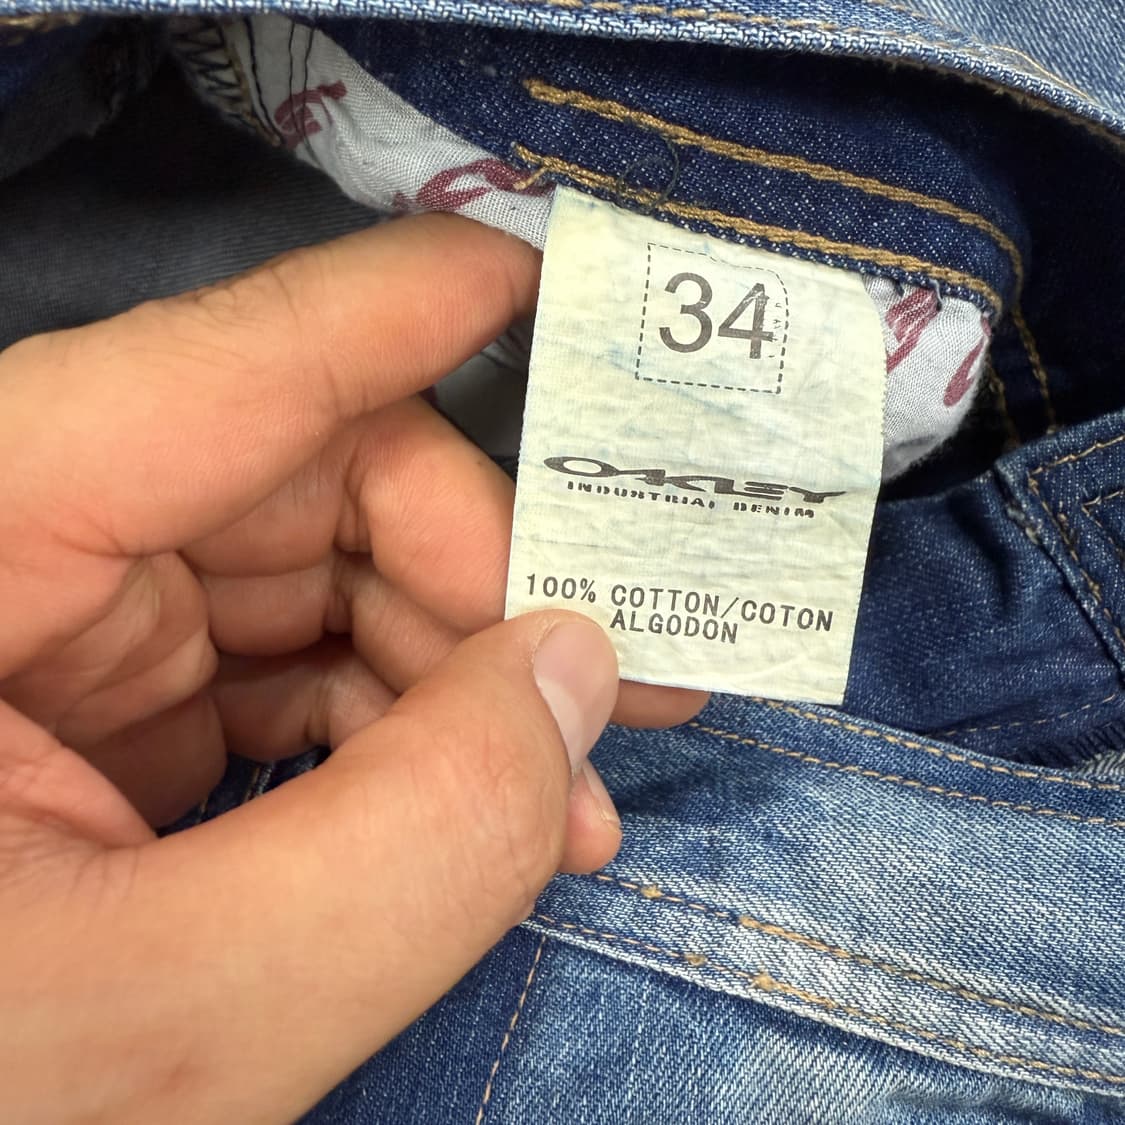 34
OAKLEY
INDUSTRIAL DENIM
100% COTTON/COTON
ALGODON